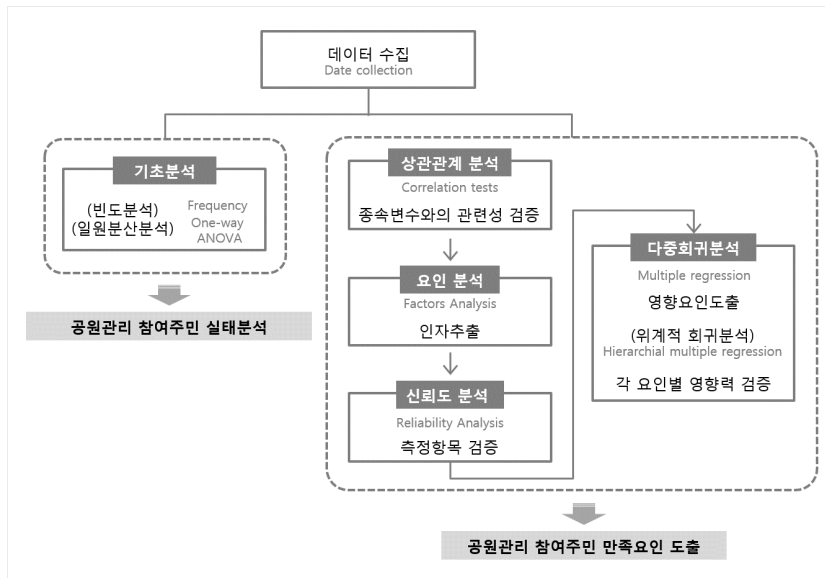 데이터 수집
Date collection
기초분석
(빈도분석) Frequency
(일원분산분석) One-way
ANOVA
공원관리 참여주민 실태분석
상관관계 분석
Correlation tests
종속변수와의 관련성 검증
요인 분석
Factors Analysis
인자추출
신뢰도 분석
Reliability Analysis
측정항목 검증
다중회귀분석
Multiple regression
영향요인도출
(위계적 회귀분석)
Hierarchial multiple regression
각 요인별 영향력 검증
공원관리 참여주민 만족요인 도출